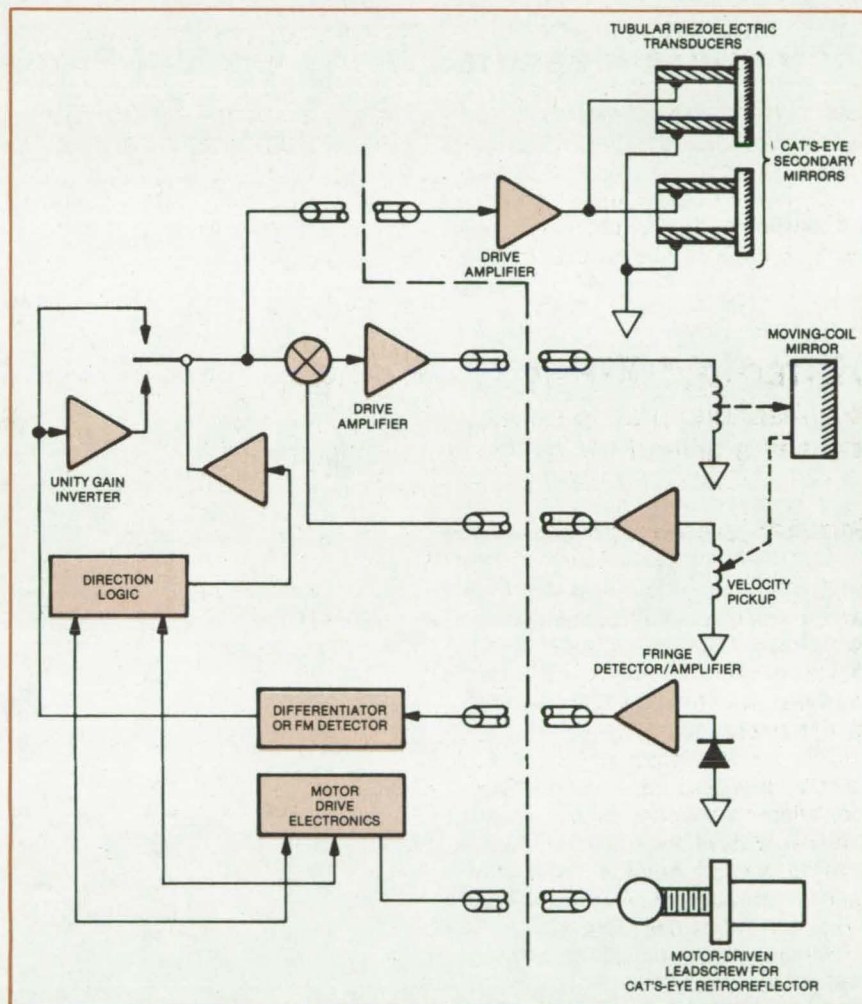 TUBULAR PIEZOELECTRIC
TRANSDUCERS
CAT'S-EYE
SECONDARY
MIRRORS
DRIVE
AMPLIFIER
MOVING-COIL
MIRROR
DRIVE
AMPLIFIER
UNITY GAIN
INVERTER
DIRECTION
LOGIC
VELOCITY
PICKUP
FRINGE
DETECTOR/AMPLIFIER
DIFFERENTIATOR
OR FM DETECTOR
MOTOR
DRIVE
ELECTRONICS
MOTOR-DRIVEN
LEADSCREW FOR
CAT'S-EYE RETROREFLECTOR